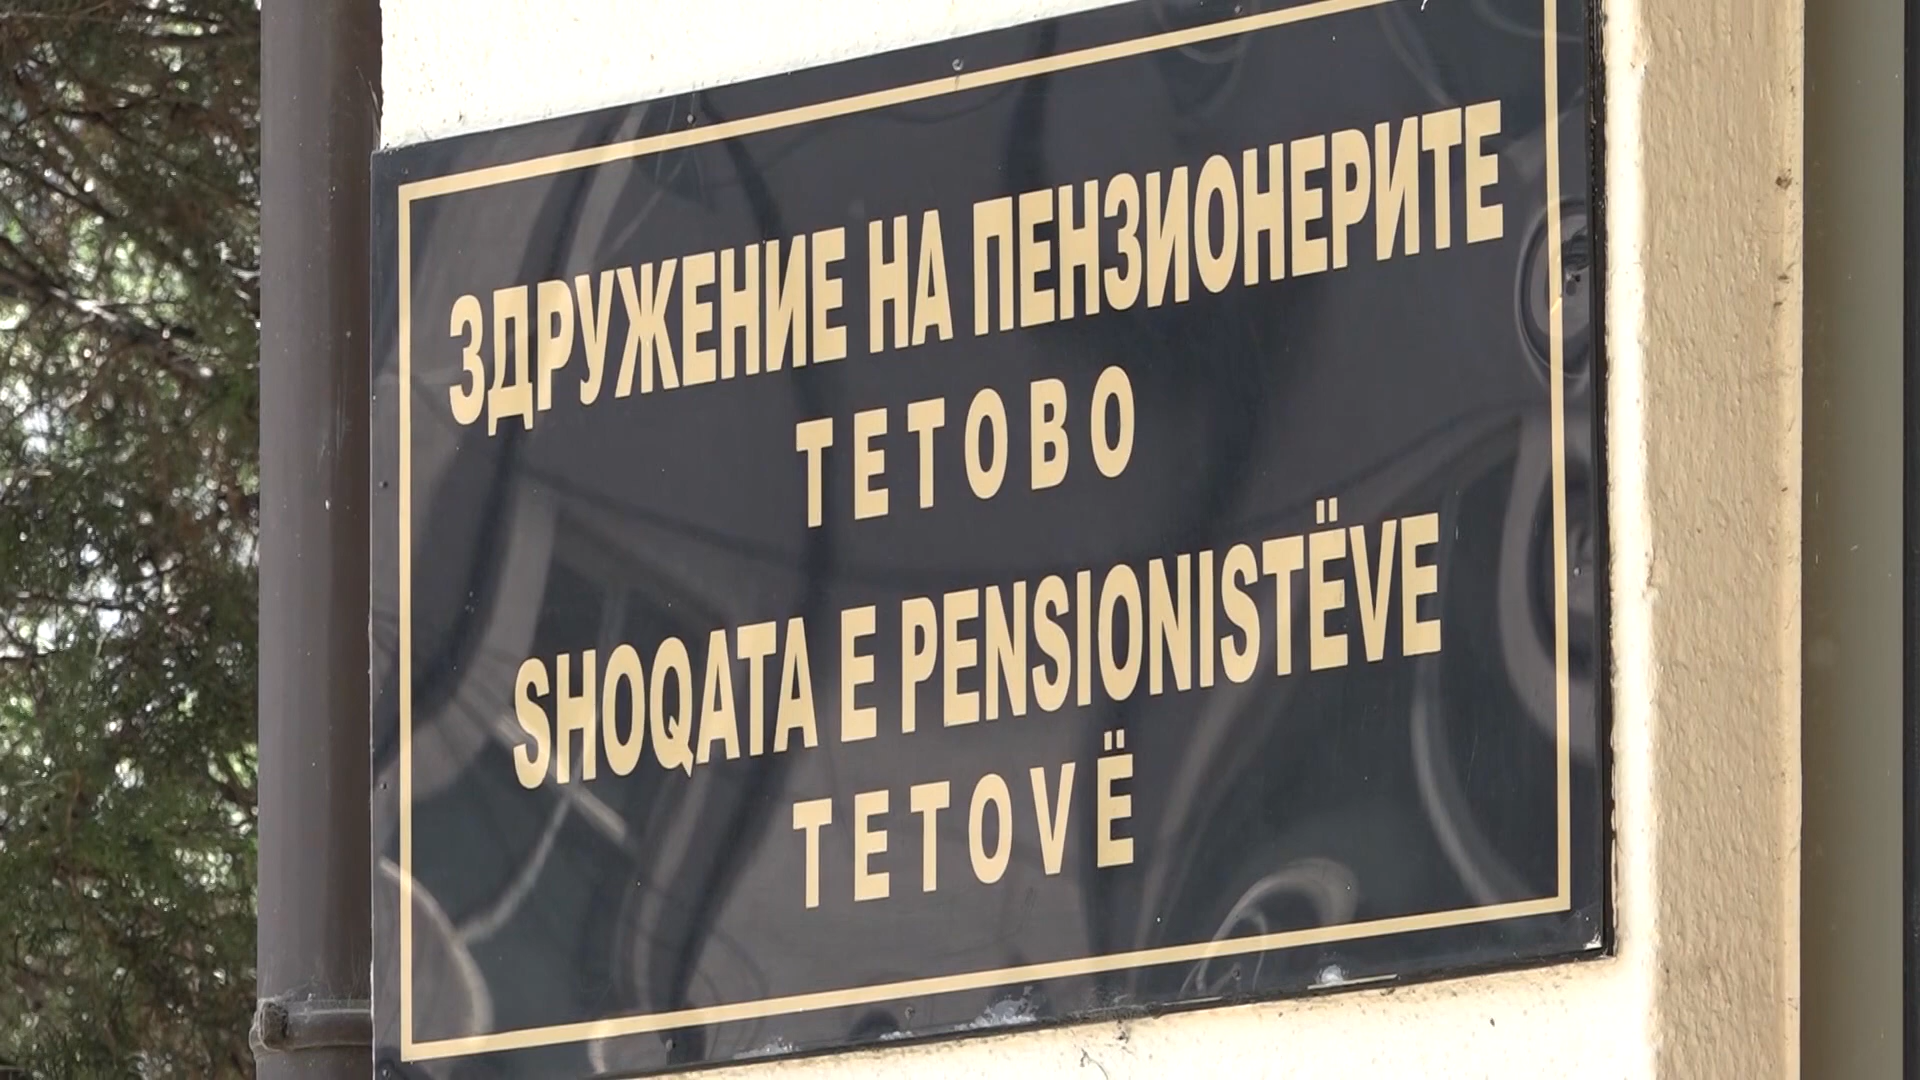 ЗДРУЖЕНИЕ НА ПЕНЗИОНЕРИТЕ
ТЕТОВО
SHOQATA E PENSIONISTËVE
TETOVË